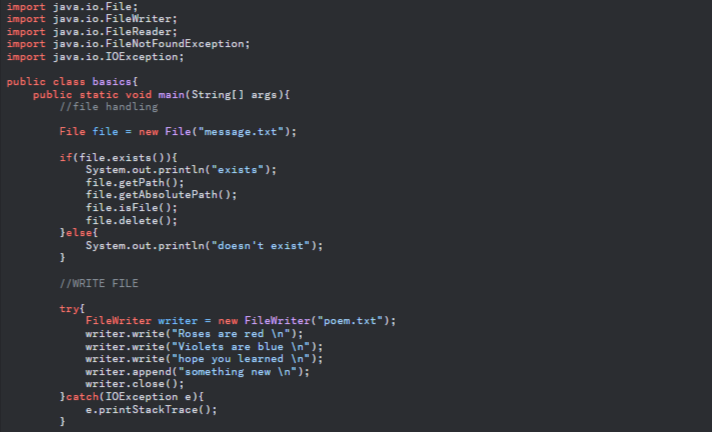 import java.io.File;
import java.io.FileWriter;
import java.io.FileReader;
import java.io.FileNotFoundException;
import java.io.IOException;

public class basics{
    public static void main(String[] args){
        //file handling

        File file = new File("message.txt");

        if(file.exists()){
            System.out.println("exists");
            file.getPath();
            file.getAbsolutePath();
            file.isFile();
            file.delete();
        }else{
            System.out.println("doesn't exist");
        }

        //WRITE FILE

        try{
            FileWriter writer = new FileWriter("poem.txt");
            writer.write("Roses are red \n");
            writer.write("Violets are blue \n");
            writer.write("hope you learned \n");
            writer.append("something new \n");
            writer.close();
        }catch(IOException e){
            e.printStackTrace();
        }